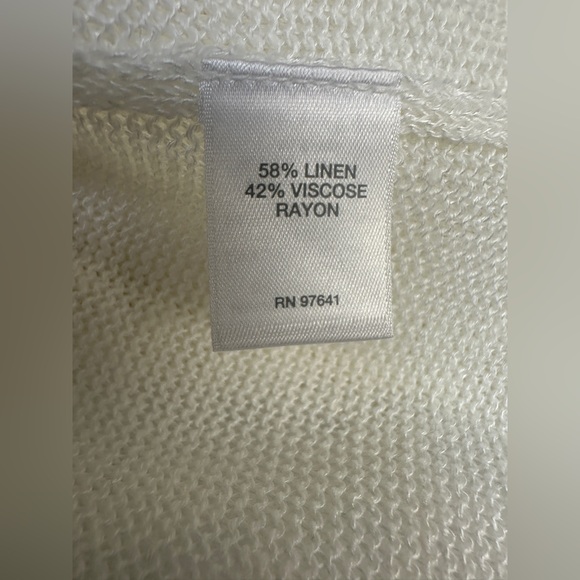 58% LINEN
42% VISCOSE
RAYON
RN 97641